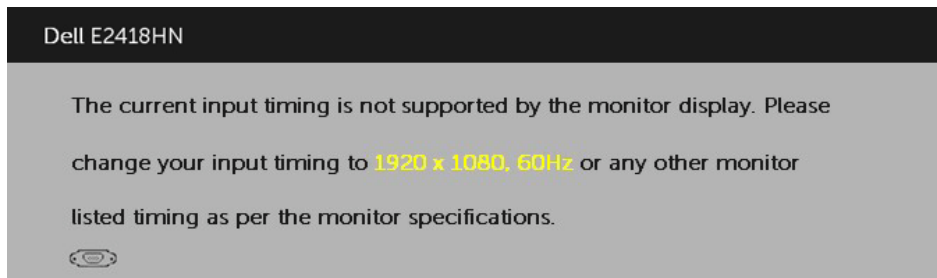 Dell E2418HN
The current input timing is not supported by the monitor display. Please
change your input timing to 1920 x 1080, 60Hz or any other monitor
listed timing as per the monitor specifications.